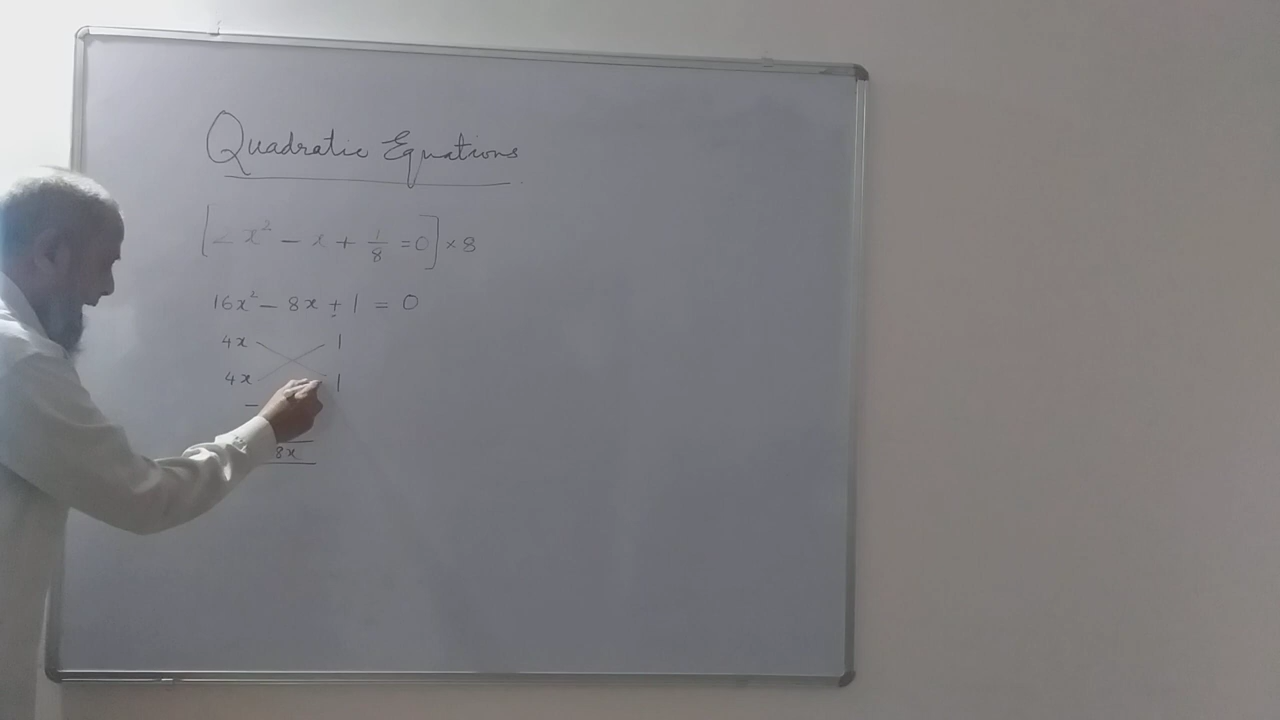 Quadratic Equations
[2x² − x + 1/8 = 0] × 8
16x² − 8x + 1 = 0
4x 1
4x 1
−
8x